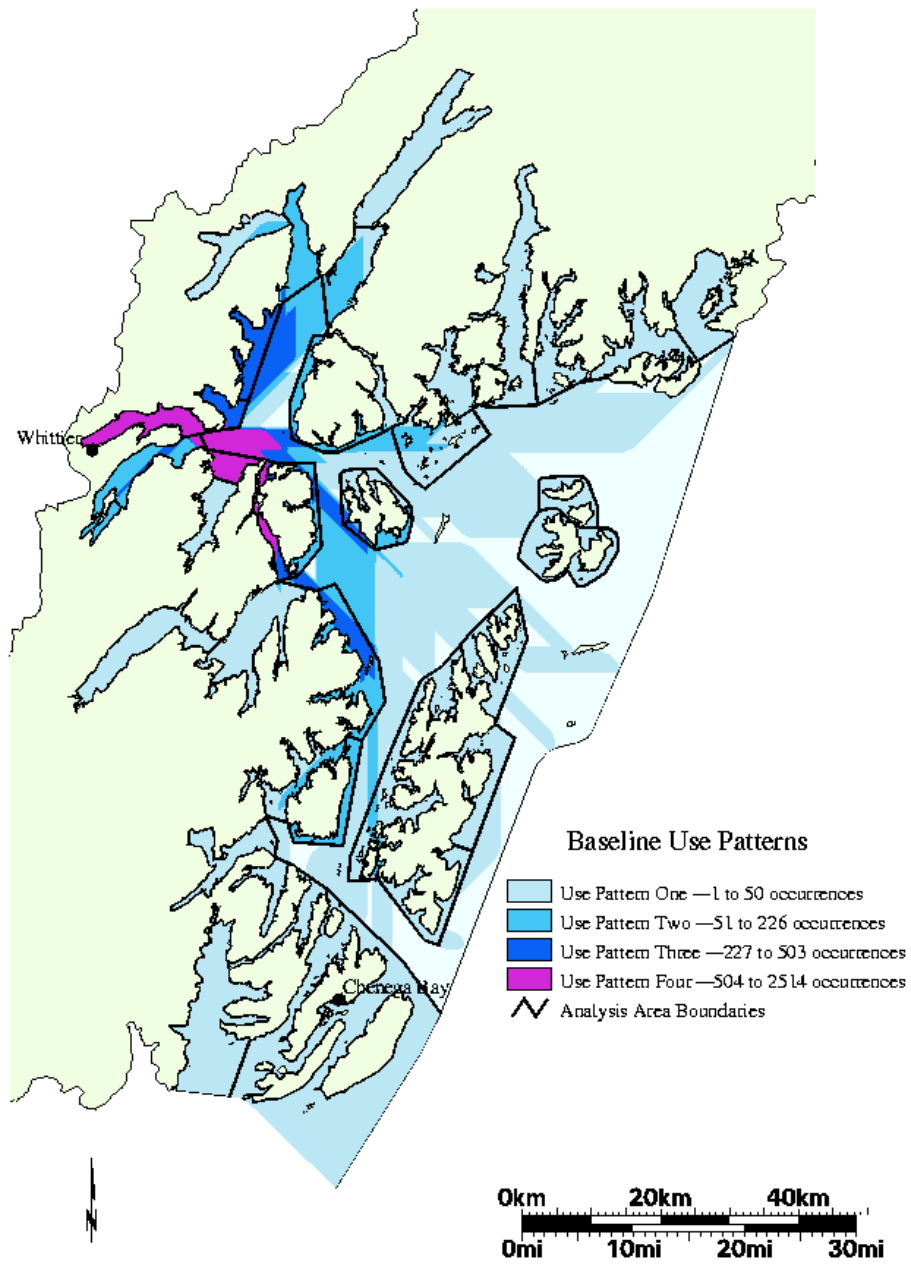 Whittier
Baseline Use Patterns
Use Pattern One —1 to 50 occurrences
Use Pattern Two —51 to 226 occurrences
Use Pattern Three —227 to 503 occurrences
Use Pattern Four —504 to 2514 occurrences
Analysis Area Boundaries
Chenega Bay
N
0km 20km 40km
0mi 10mi 20mi 30mi